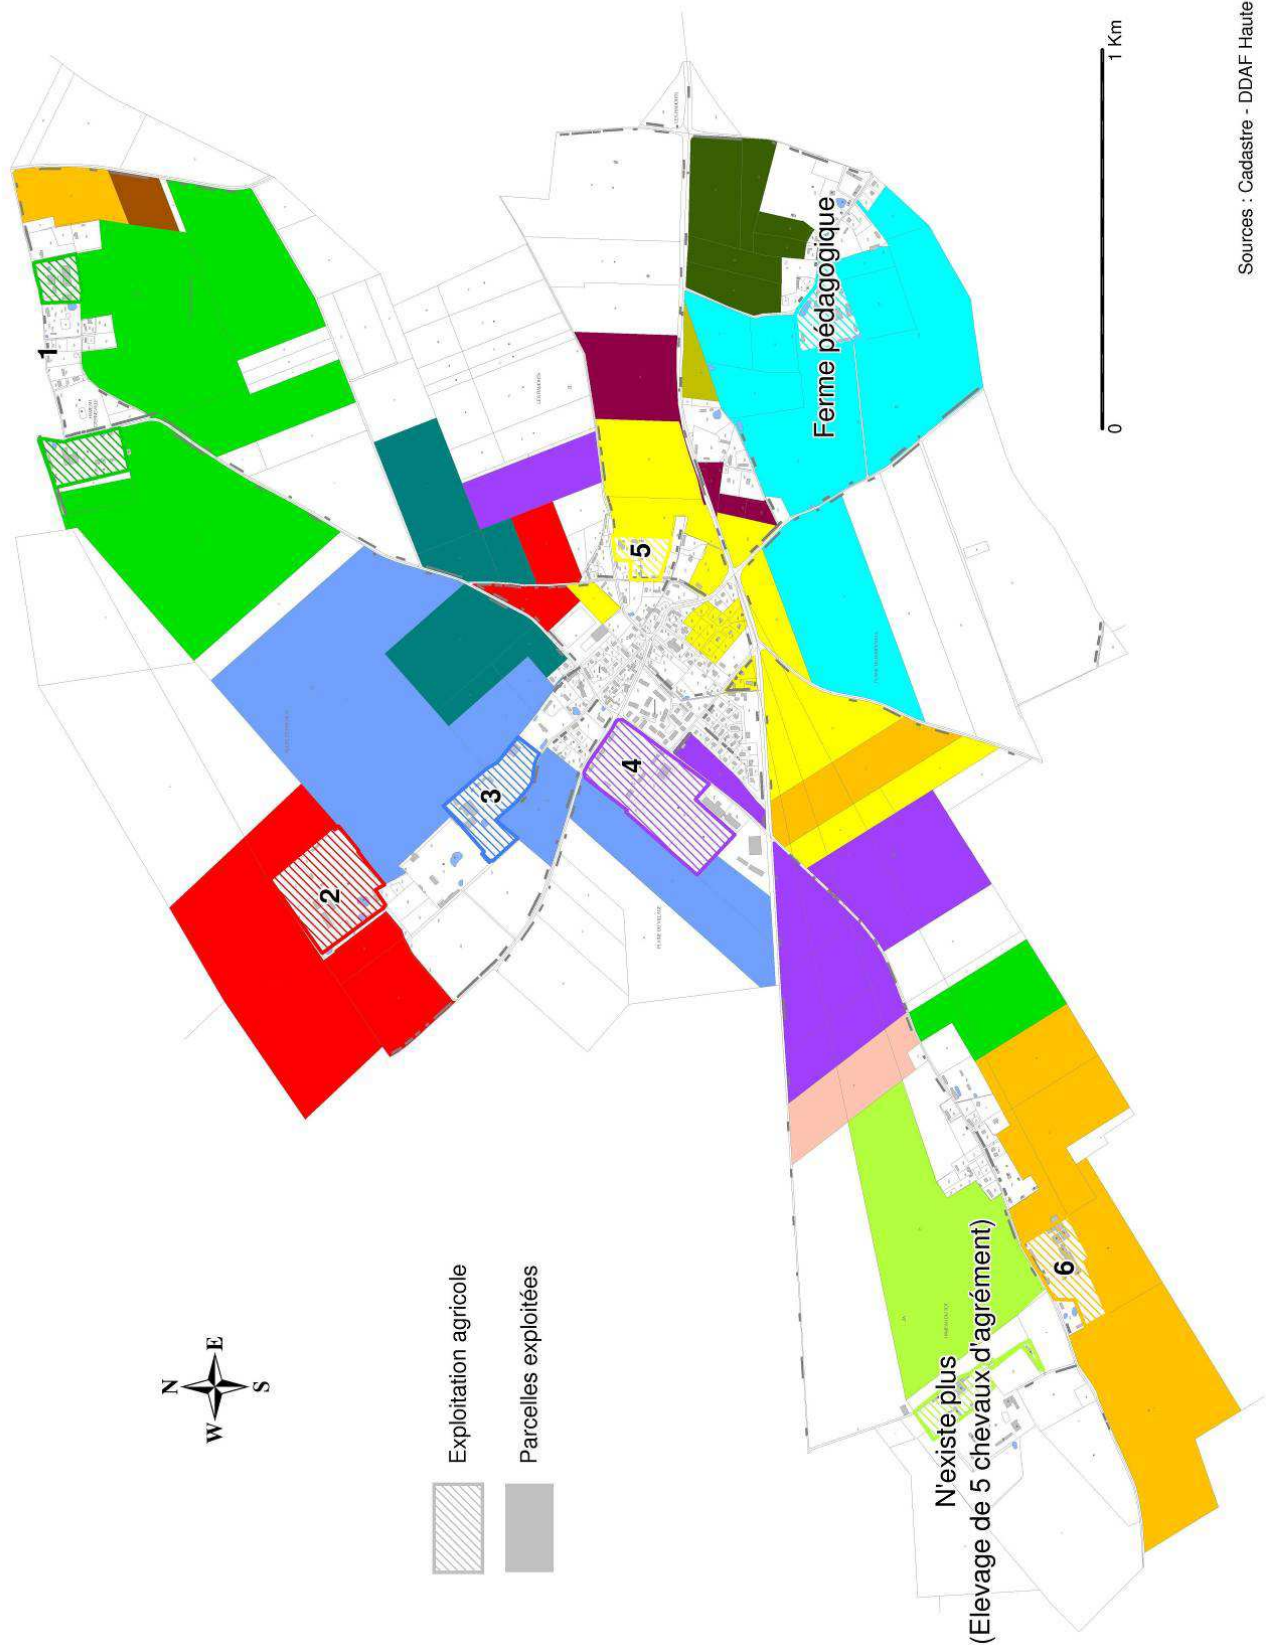 N
W
E
S
Exploitation agricole
Parcelles exploitées
1
2
3
4
5
6
Ferme pédagogique
N'existe plus
(Elevage de 5 chevaux d'agrément)
0
1 Km
Sources : Cadastre - DDAF Haute